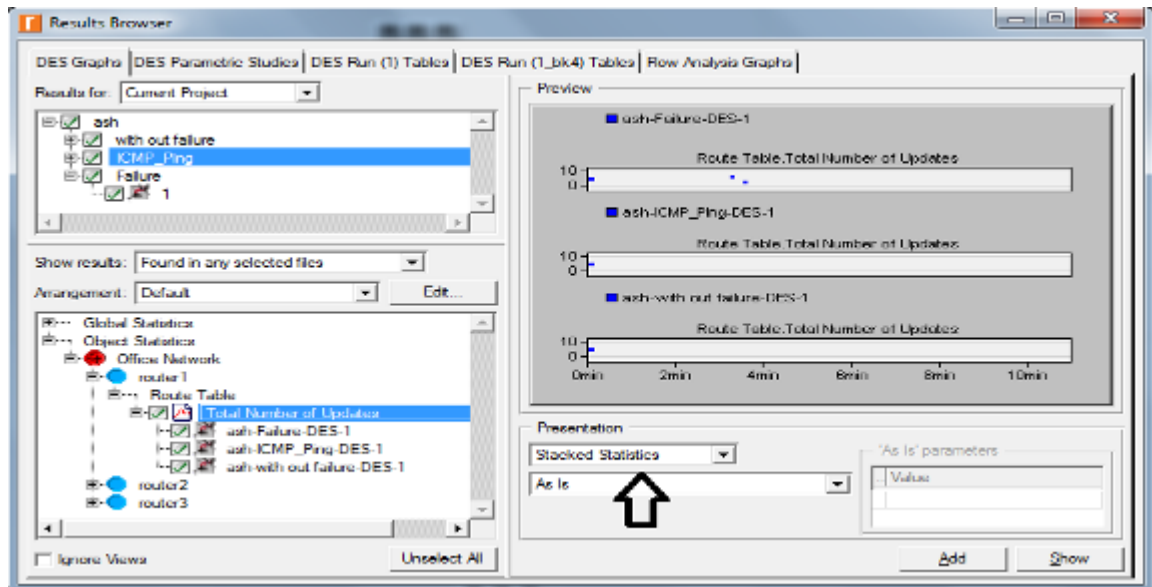 Results Browser
DES Graphs DES Parametric Studies DES Run (1) Tables DES Run (1_bk4) Tables Flow Analysis Graphs
Results for: Current Project
ash
with out failure
ICMP_Ping
Failure
1
Show results: Found in any selected files
Arrangement: Default Edit...
Global Statistics
Object Statistics
Office Network
router1
Route Table
Total Number of Updates
ash-Failure-DES-1
ash-ICMP_Ping-DES-1
ash-with out failure-DES-1
router2
router3
Ignore Views Unselect All
Preview
ash-Failure-DES-1
Route Table.Total Number of Updates
10
0
ash-ICMP_Ping-DES-1
Route Table.Total Number of Updates
10
0
ash-with out failure-DES-1
Route Table.Total Number of Updates
10
0
0min 2min 4min 6min 8min 10min
Presentation
Stacked Statistics
As Is
'As Is' parameters
Value
Add Show